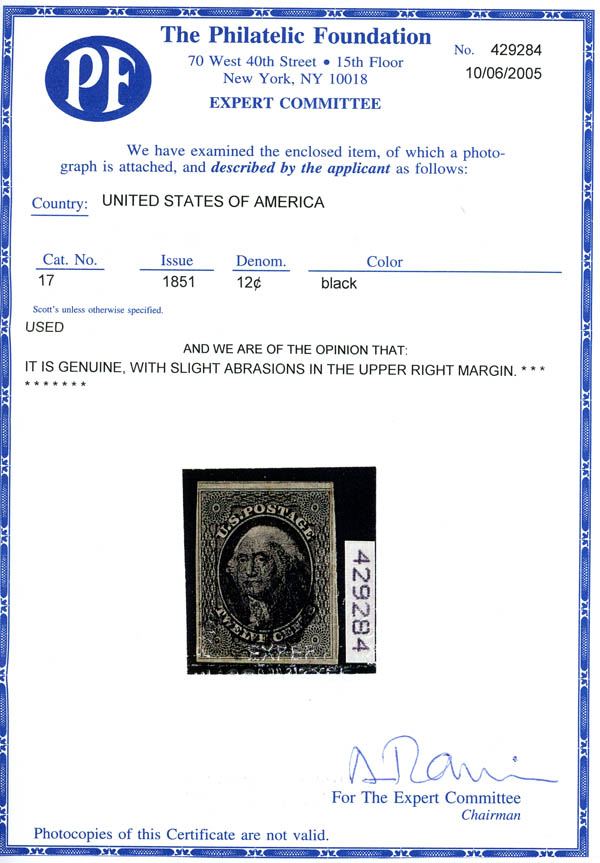 PF
The Philatelic Foundation
70 West 40th Street • 15th Floor
New York, NY 10018
EXPERT COMMITTEE
No. 429284
10/06/2005
We have examined the enclosed item, of which a photo-
graph is attached, and described by the applicant as follows:
Country: UNITED STATES OF AMERICA
Cat. No. Issue Denom. Color
17 1851 12¢ black
Scott's unless otherwise specified.
USED
AND WE ARE OF THE OPINION THAT:
IT IS GENUINE, WITH SLIGHT ABRASIONS IN THE UPPER RIGHT MARGIN. * * *
* * * * * * *
U.S. POSTAGE
TWELVE CENTS
429284
For The Expert Committee
Chairman
Photocopies of this Certificate are not valid.